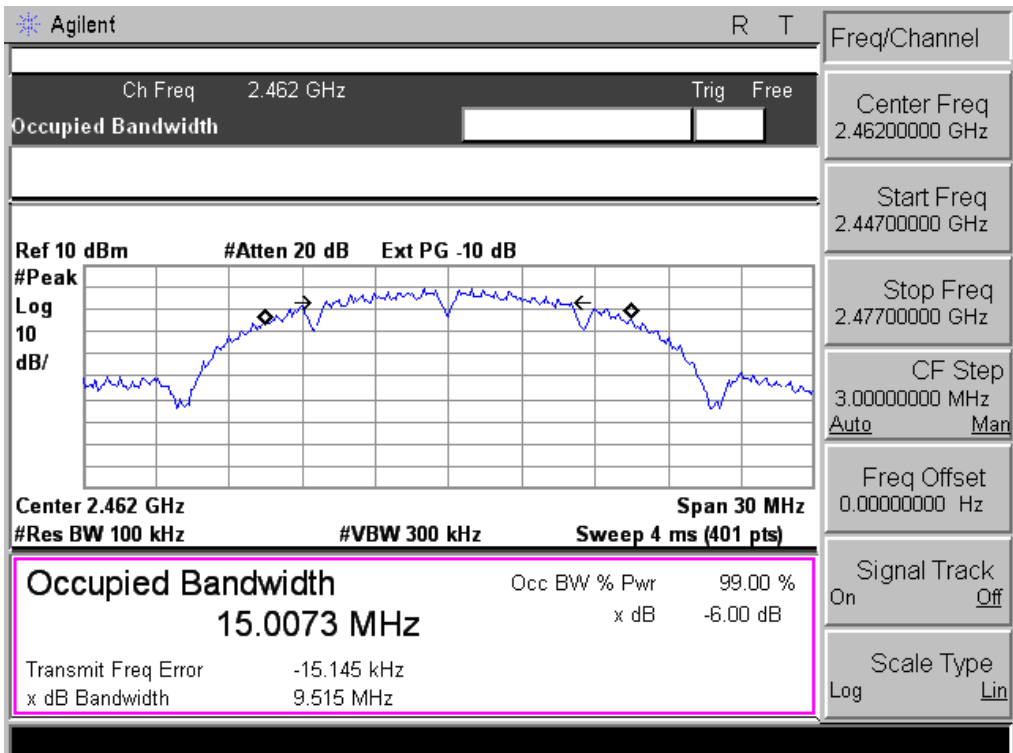 Agilent R T
Ch Freq 2.462 GHz Trig Free
Occupied Bandwidth
Ref 10 dBm #Atten 20 dB Ext PG -10 dB
#Peak
Log
10
dB/
Center 2.462 GHz Span 30 MHz
#Res BW 100 kHz #VBW 300 kHz Sweep 4 ms (401 pts)
Occupied Bandwidth
15.0073 MHz
Occ BW % Pwr 99.00 %
x dB -6.00 dB
Transmit Freq Error -15.145 kHz
x dB Bandwidth 9.515 MHz
Freq/Channel
Center Freq
2.46200000 GHz
Start Freq
2.44700000 GHz
Stop Freq
2.47700000 GHz
CF Step
3.00000000 MHz
Auto Man
Freq Offset
0.00000000 Hz
Signal Track
On Off
Scale Type
Log Lin